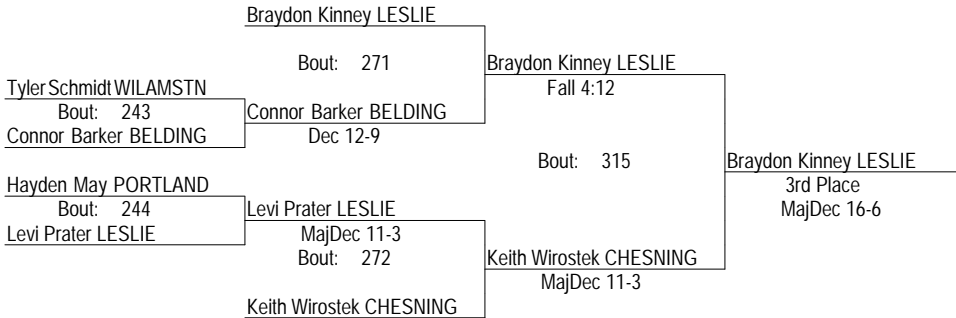 Braydon Kinney LESLIE
Bout: 271
Braydon Kinney LESLIE
Fall 4:12
Tyler Schmidt WILAMSTN
Bout: 243
Connor Barker BELDING
Connor Barker BELDING
Dec 12-9
Bout: 315
Braydon Kinney LESLIE
3rd Place
MajDec 16-6
Hayden May PORTLAND
Bout: 244
Levi Prater LESLIE
Levi Prater LESLIE
MajDec 11-3
Bout: 272
Keith Wirostek CHESNING
MajDec 11-3
Keith Wirostek CHESNING